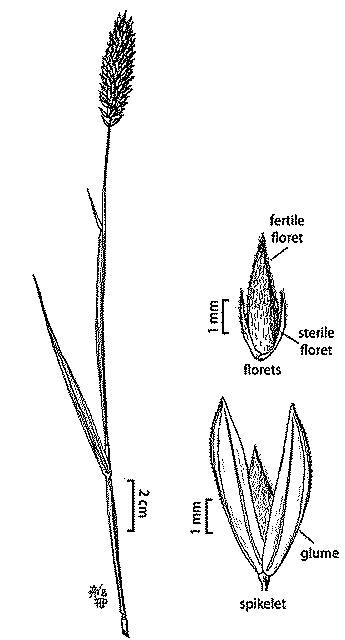 fertile
floret
1 mm
sterile
floret
florets
2 cm
1 mm
glume
spikelet